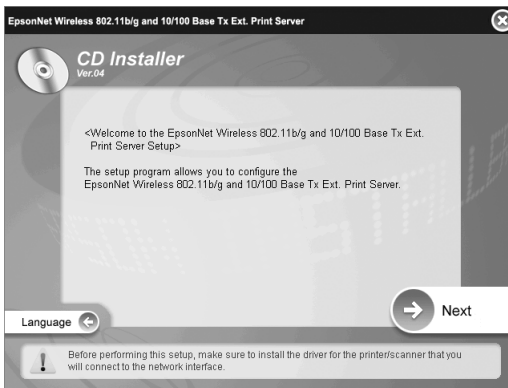 EpsonNet Wireless 802.11b/g and 10/100 Base Tx Ext. Print Server
CD Installer
Ver.04
<Welcome to the EpsonNet Wireless 802.11b/g and 10/100 Base Tx Ext.
Print Server Setup>
The setup program allows you to configure the
EpsonNet Wireless 802.11b/g and 10/100 Base Tx Ext. Print Server.
Next
Language
Before performing this setup, make sure to install the driver for the printer/scanner that you
will connect to the network interface.